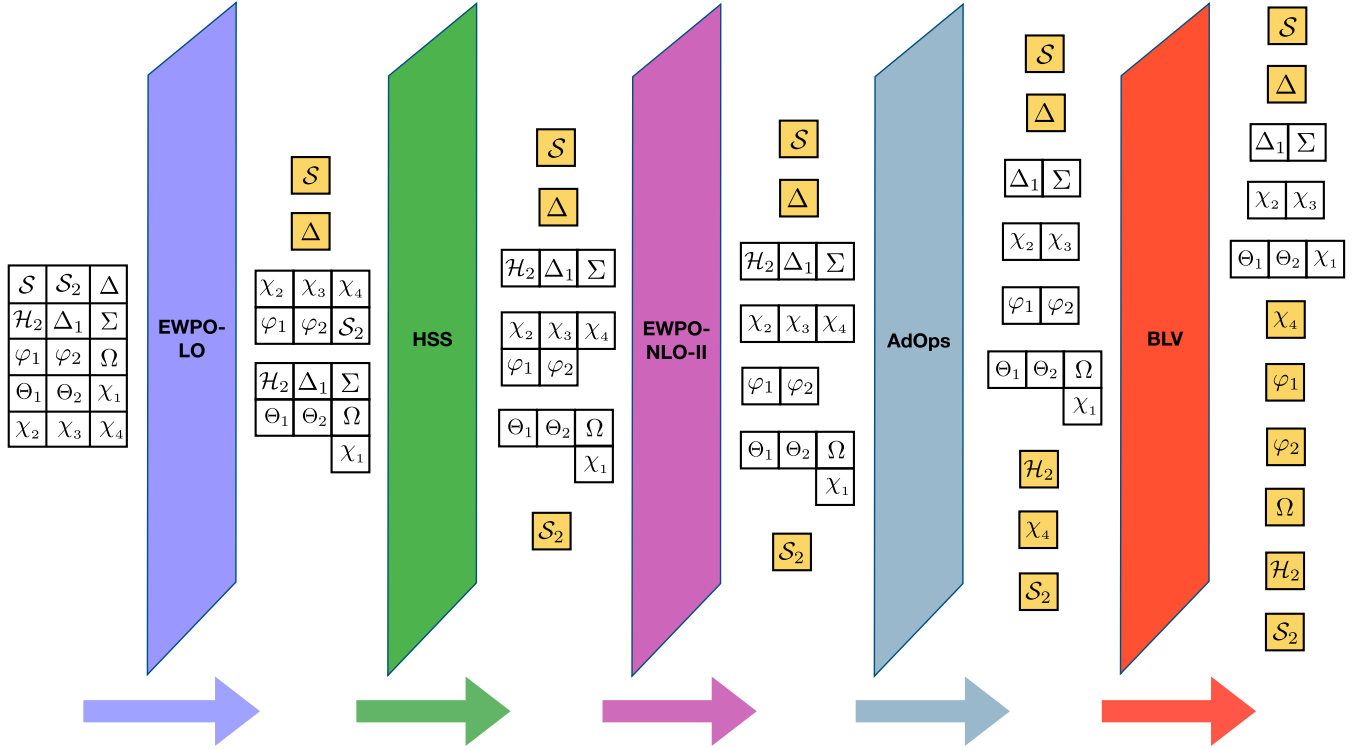 𝒮 𝒮₂ Δ
ℋ₂ Δ₁ Σ
φ₁ φ₂ Ω
Θ₁ Θ₂ χ₁
χ₂ χ₃ χ₄
EWPO-
LO
𝒮
Δ
χ₂ χ₃ χ₄
φ₁ φ₂ 𝒮₂
ℋ₂ Δ₁ Σ
Θ₁ Θ₂ Ω
χ₁
HSS
𝒮
Δ
ℋ₂ Δ₁ Σ
χ₂ χ₃ χ₄
φ₁ φ₂
Θ₁ Θ₂ Ω
χ₁
𝒮₂
EWPO-
NLO-II
𝒮
Δ
ℋ₂ Δ₁ Σ
χ₂ χ₃ χ₄
φ₁ φ₂
Θ₁ Θ₂ Ω
χ₁
𝒮₂
AdOps
𝒮
Δ
Δ₁ Σ
χ₂ χ₃
φ₁ φ₂
Θ₁ Θ₂ Ω
χ₁
ℋ₂
χ₄
𝒮₂
BLV
𝒮
Δ
Δ₁ Σ
χ₂ χ₃
Θ₁ Θ₂ χ₁
χ₄
φ₁
φ₂
Ω
ℋ₂
𝒮₂